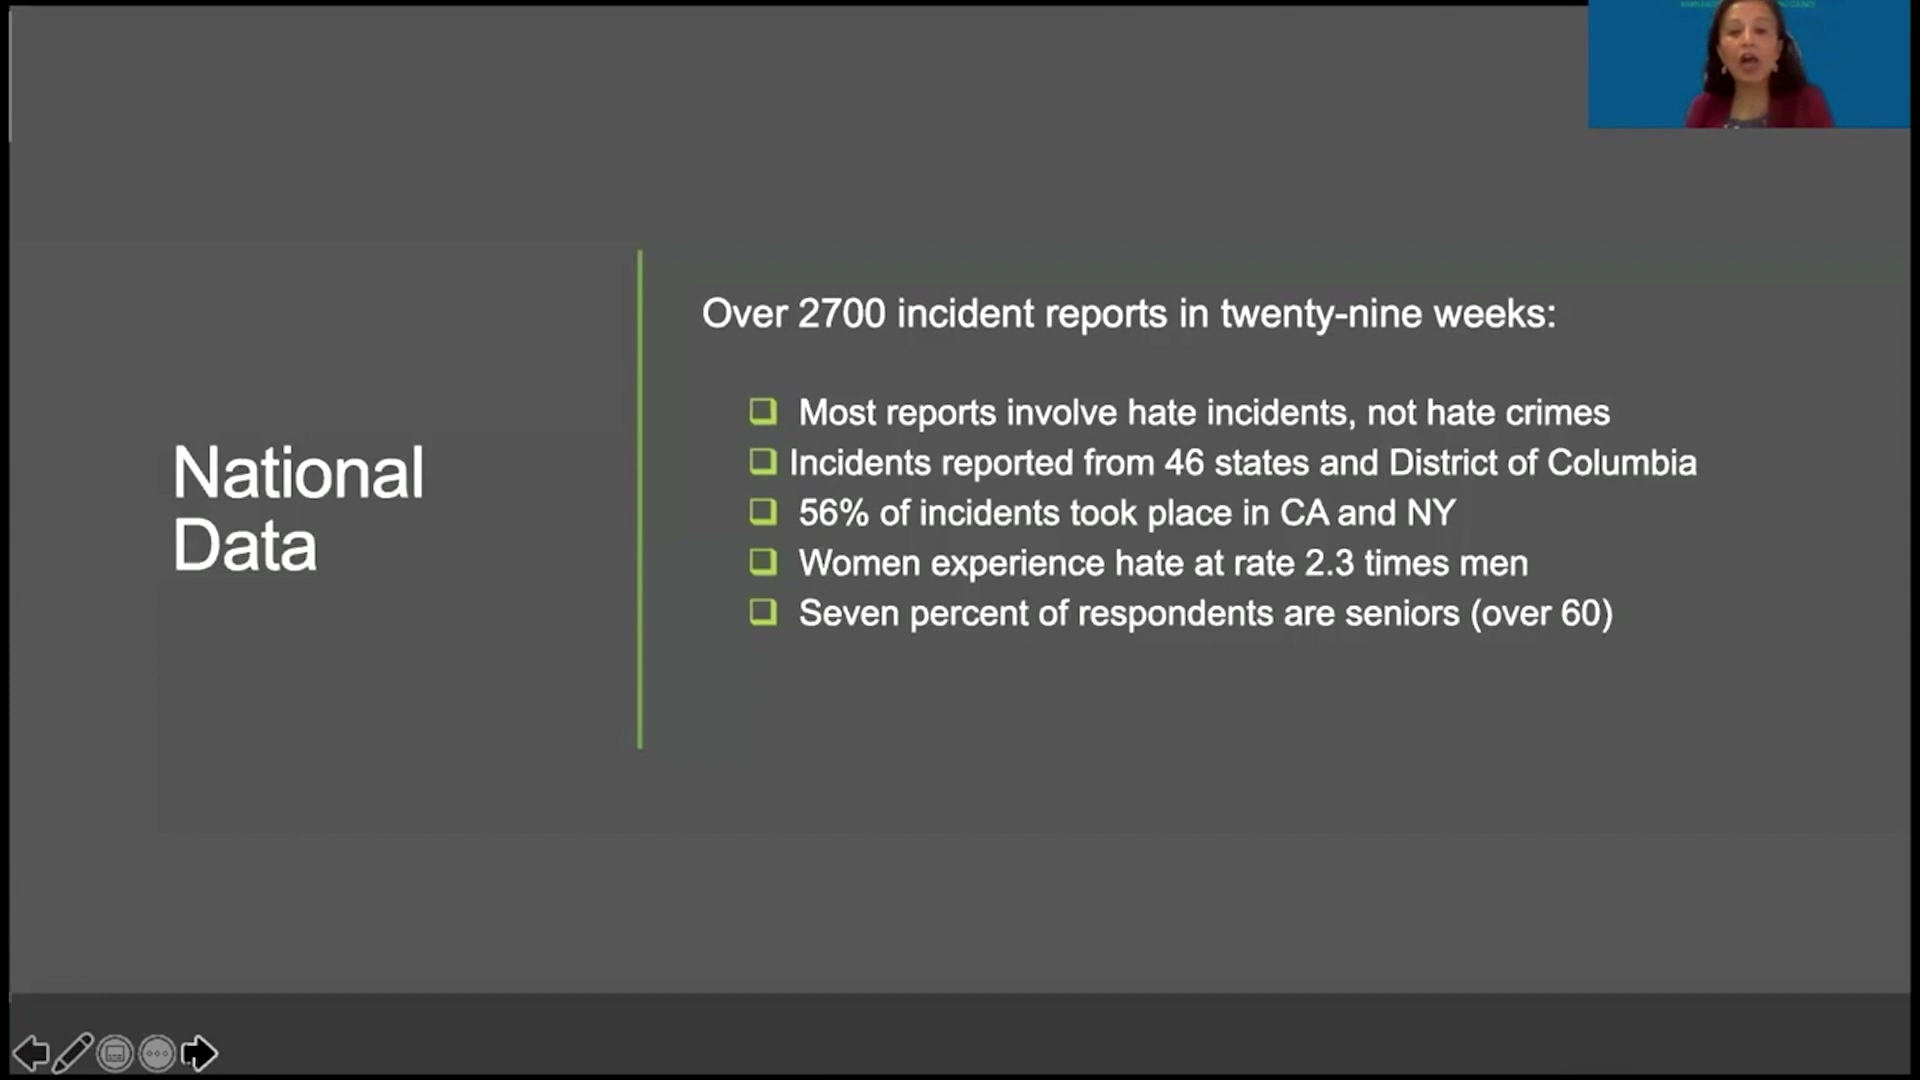 National
Data
Over 2700 incident reports in twenty-nine weeks:
Most reports involve hate incidents, not hate crimes
Incidents reported from 46 states and District of Columbia
56% of incidents took place in CA and NY
Women experience hate at rate 2.3 times men
Seven percent of respondents are seniors (over 60)